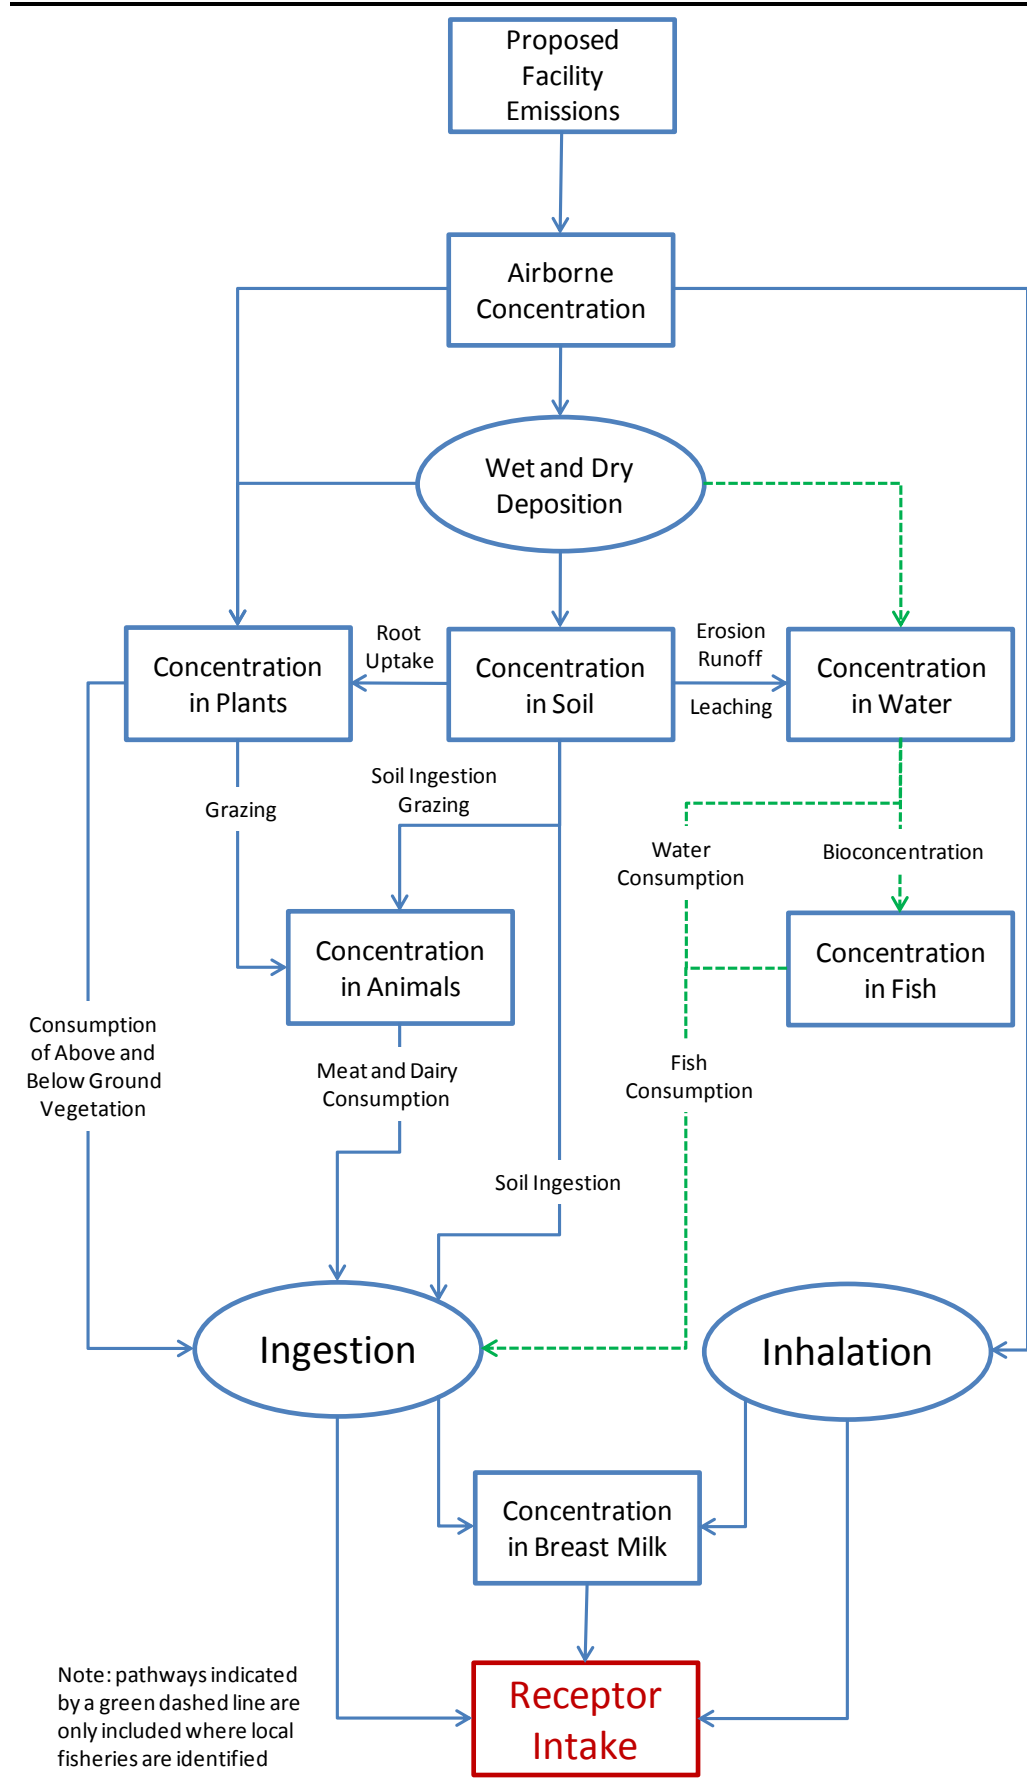 Proposed
Facility
Emissions
Airborne
Concentration
Wet and Dry
Deposition
Concentration
in Plants
Root
Uptake
Concentration
in Soil
Erosion
Runoff
Leaching
Concentration
in Water
Grazing
Soil Ingestion
Grazing
Water
Consumption
Bioconcentration
Concentration
in Animals
Concentration
in Fish
Consumption
of Above and
Below Ground
Vegetation
Meat and Dairy
Consumption
Fish
Consumption
Soil Ingestion
Ingestion
Inhalation
Concentration
in Breast Milk
Receptor
Intake
Note: pathways indicated
by a green dashed line are
only included where local
fisheries are identified